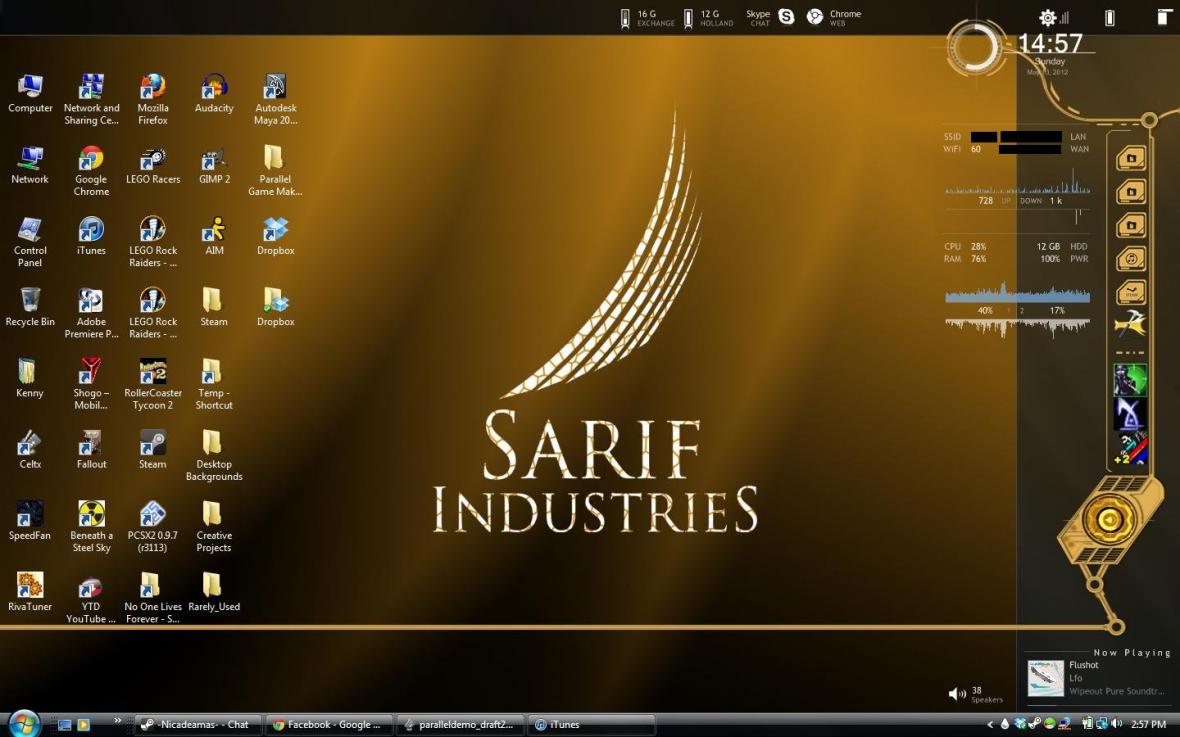 16 G
EXCHANGE
12 G
HOLLAND
Skype
CHAT
Chrome
WEB
14:57
Sunday
2012
Computer
Network and Sharing Ce...
Mozilla Firefox
Audacity
Autodesk Maya 20...
Network
Google Chrome
LEGO Racers
GIMP 2
Parallel Game Mak...
Control Panel
iTunes
LEGO Rock Raiders - ...
AIM
Dropbox
Recycle Bin
Adobe Premiere P...
LEGO Rock Raiders - ...
Steam
Dropbox
Kenny
Shogo – Mobil...
RollerCoaster Tycoon 2
Temp - Shortcut
Celtx
Fallout
Steam
Desktop Backgrounds
SpeedFan
Beneath a Steel Sky
PCSX2 0.9.7 (r3113)
Creative Projects
RivaTuner
YTD YouTube ...
No One Lives Forever - S...
Rarely_Used
SARIF
INDUSTRIES
SSID LAN
WiFi 60 WAN
728 UP DOWN 1 k
CPU 28% 12 GB HDD
RAM 76% 100% PWR
40% 1 2 17%
+2
Now Playing
Flushot
Lfo
Wipeout Pure Soundtr...
38
Speakers
-Nicadeamas- - Chat
Facebook - Google ...
paralleldemo_draft2...
iTunes
2:57 PM